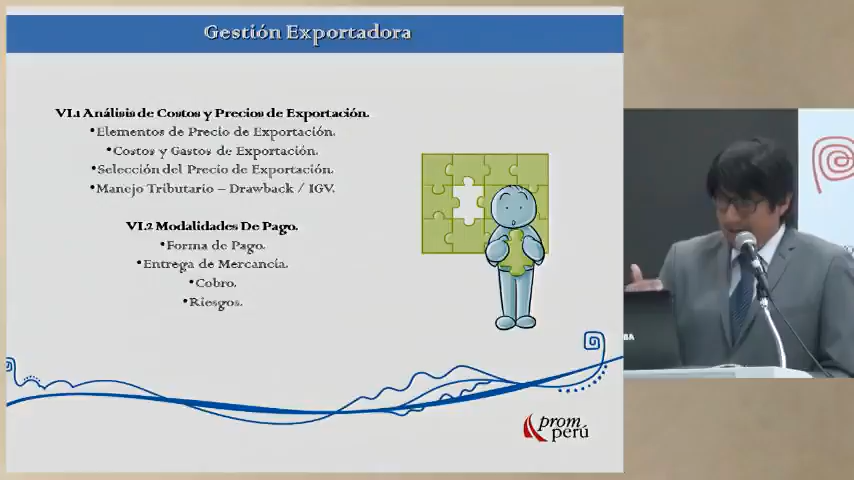 Gestión Exportadora
VI.1 Análisis de Costos y Precios de Exportación.
•Elementos de Precio de Exportación.
•Costos y Gastos de Exportación.
•Selección del Precio de Exportación.
•Manejo Tributario – Drawback / IGV.
VI.2 Modalidades De Pago.
•Forma de Pago.
•Entrega de Mercancía.
•Cobro.
•Riesgos.
prom
perú
BA